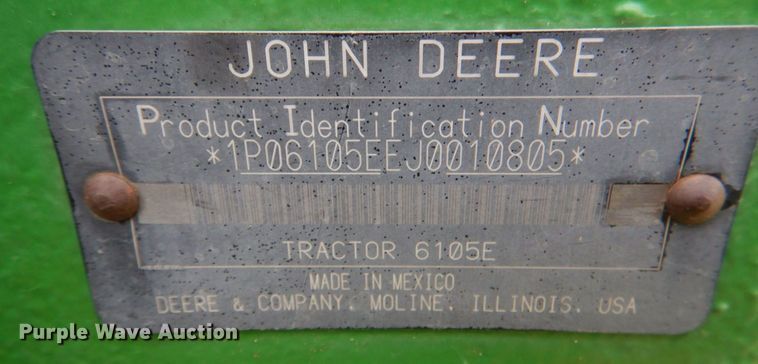 JOHN DEERE
Product Identification Number
*1P06105EEJ0010805*
TRACTOR 6105E
MADE IN MEXICO
DEERE & COMPANY, MOLINE, ILLINOIS, USA
Purple Wave Auction